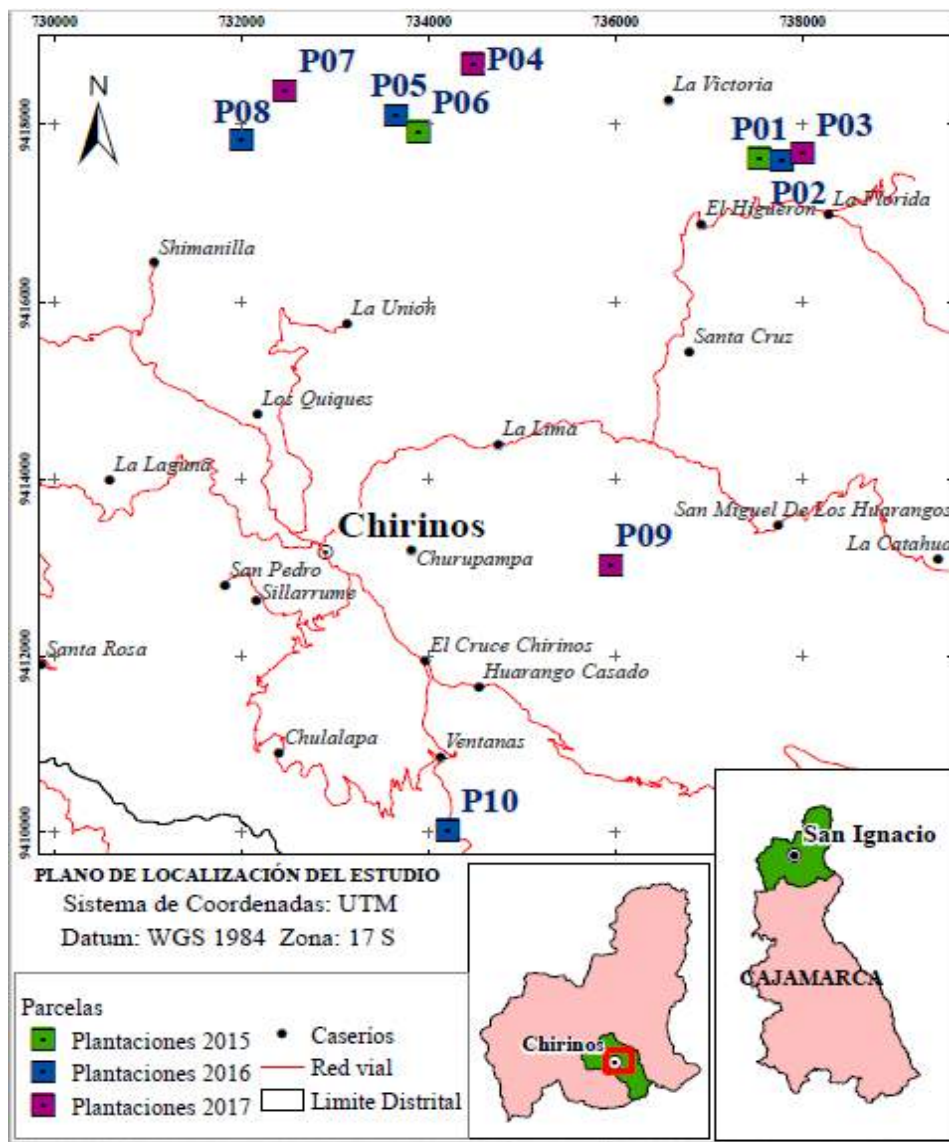 730000 732000 734000 736000 738000
N
P07
P04
P05
P06
P08
La Victoria
P01
P03
P02
9418000
La Florida
El Higueron
Shimanilla
9416000
La Union
Santa Cruz
Los Quiques
La Lima
La Laguna
9414000
San Miguel De Los Huarangos
Chirinos
P09
Churupampa
La Catahua
San Pedro
Sillarrume
El Cruce Chirinos
Santa Rosa
9412000
Huarango Casado
Chulalapa
Ventanas
P10
9410000
PLANO DE LOCALIZACIÓN DEL ESTUDIO
Sistema de Coordenadas: UTM
Datum: WGS 1984 Zona: 17 S
Parcelas
Plantaciones 2015
Plantaciones 2016
Plantaciones 2017
Caserios
Red vial
Limite Distrital
Chirinos
San Ignacio
CAJAMARCA